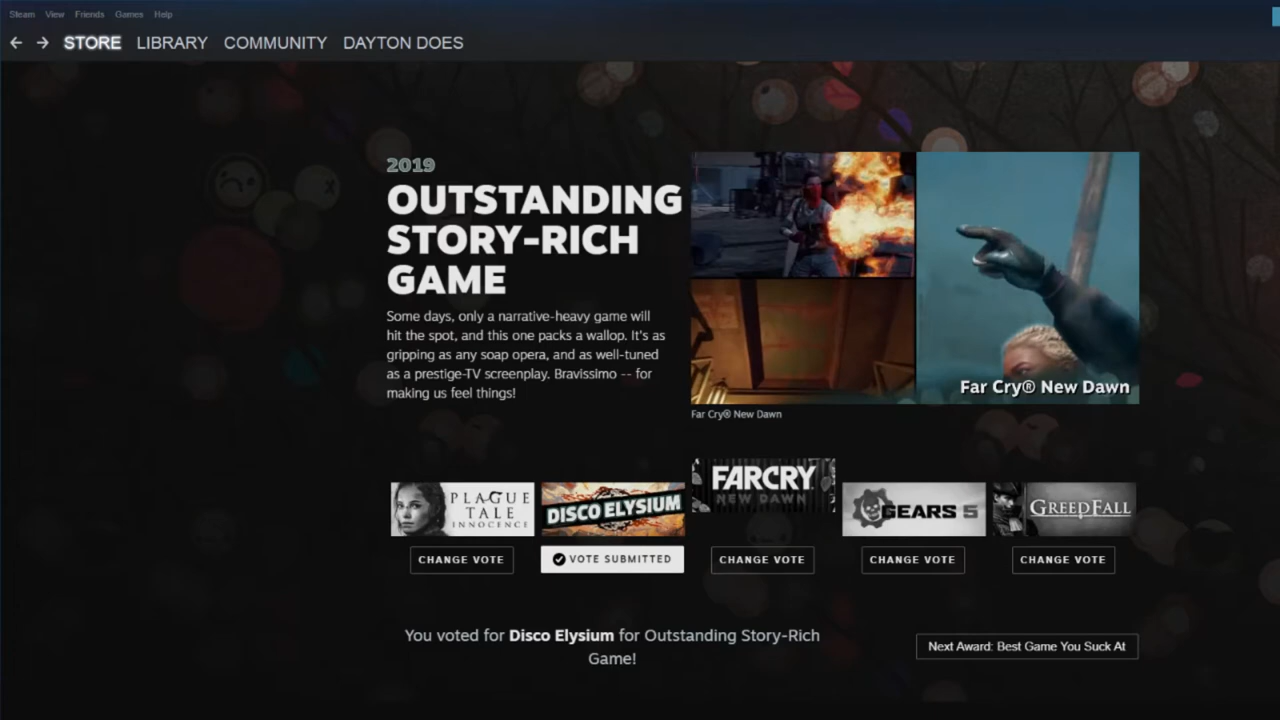 Steam View Friends Games Help
STORE LIBRARY COMMUNITY DAYTON DOES
2019
OUTSTANDING
STORY-RICH
GAME
Some days, only a narrative-heavy game will
hit the spot, and this one packs a wallop. It's as
gripping as any soap opera, and as well-tuned
as a prestige-TV screenplay. Bravissimo -- for
making us feel things!
Far Cry® New Dawn
Far Cry® New Dawn
PLAGUE
TALE
INNOCENCE
DISCO ELYSIUM
FARCRY
NEW DAWN
GEARS 5
GREEDFALL
CHANGE VOTE
VOTE SUBMITTED
CHANGE VOTE
CHANGE VOTE
CHANGE VOTE
You voted for Disco Elysium for Outstanding Story-Rich
Game!
Next Award: Best Game You Suck At